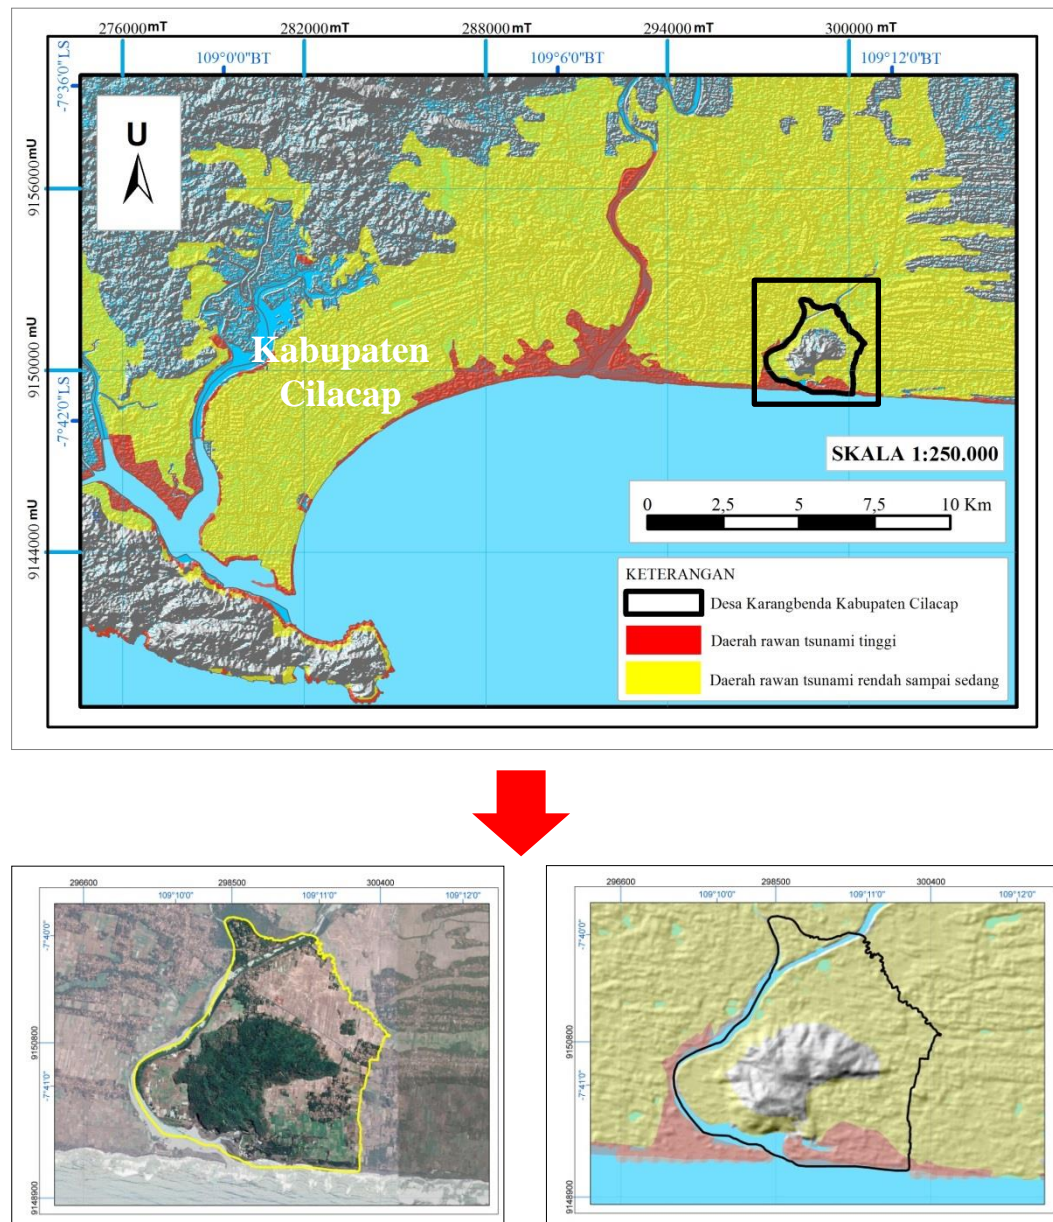 276000mT 282000mT 288000mT 294000mT 300000mT
109°0'0"BT 109°6'0"BT 109°12'0"BT
-7°36'0"LS
U
9156000mU
Kabupaten
Cilacap
9150000 mU
-7°42'0"LS
SKALA 1:250.000
0 2,5 5 7,5 10 Km
9144000 mU
KETERANGAN
Desa Karangbenda Kabupaten Cilacap
Daerah rawan tsunami tinggi
Daerah rawan tsunami rendah sampai sedang
296600 298500 300400
109°10'0" 109°11'0" 109°12'0"
-7°40'0"
9150800
-7°41'0"
9148900
296600 298500 300400
109°10'0" 109°11'0" 109°12'0"
-7°40'0"
9150800
-7°41'0"
9148900